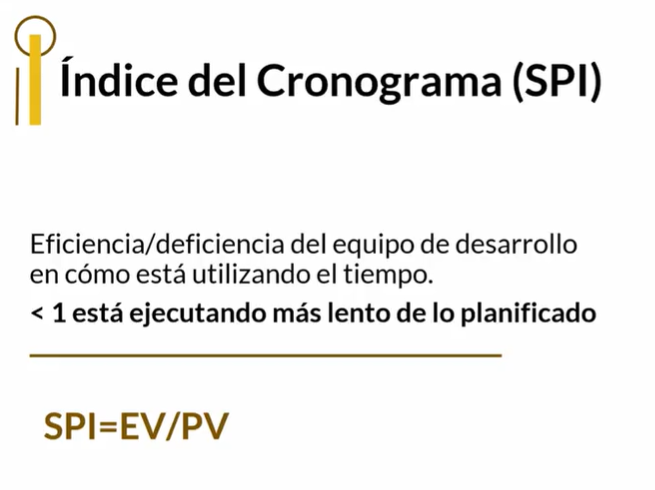 Índice del Cronograma (SPI)
Eficiencia/deficiencia del equipo de desarrollo
en cómo está utilizando el tiempo.
< 1 está ejecutando más lento de lo planificado
SPI=EV/PV